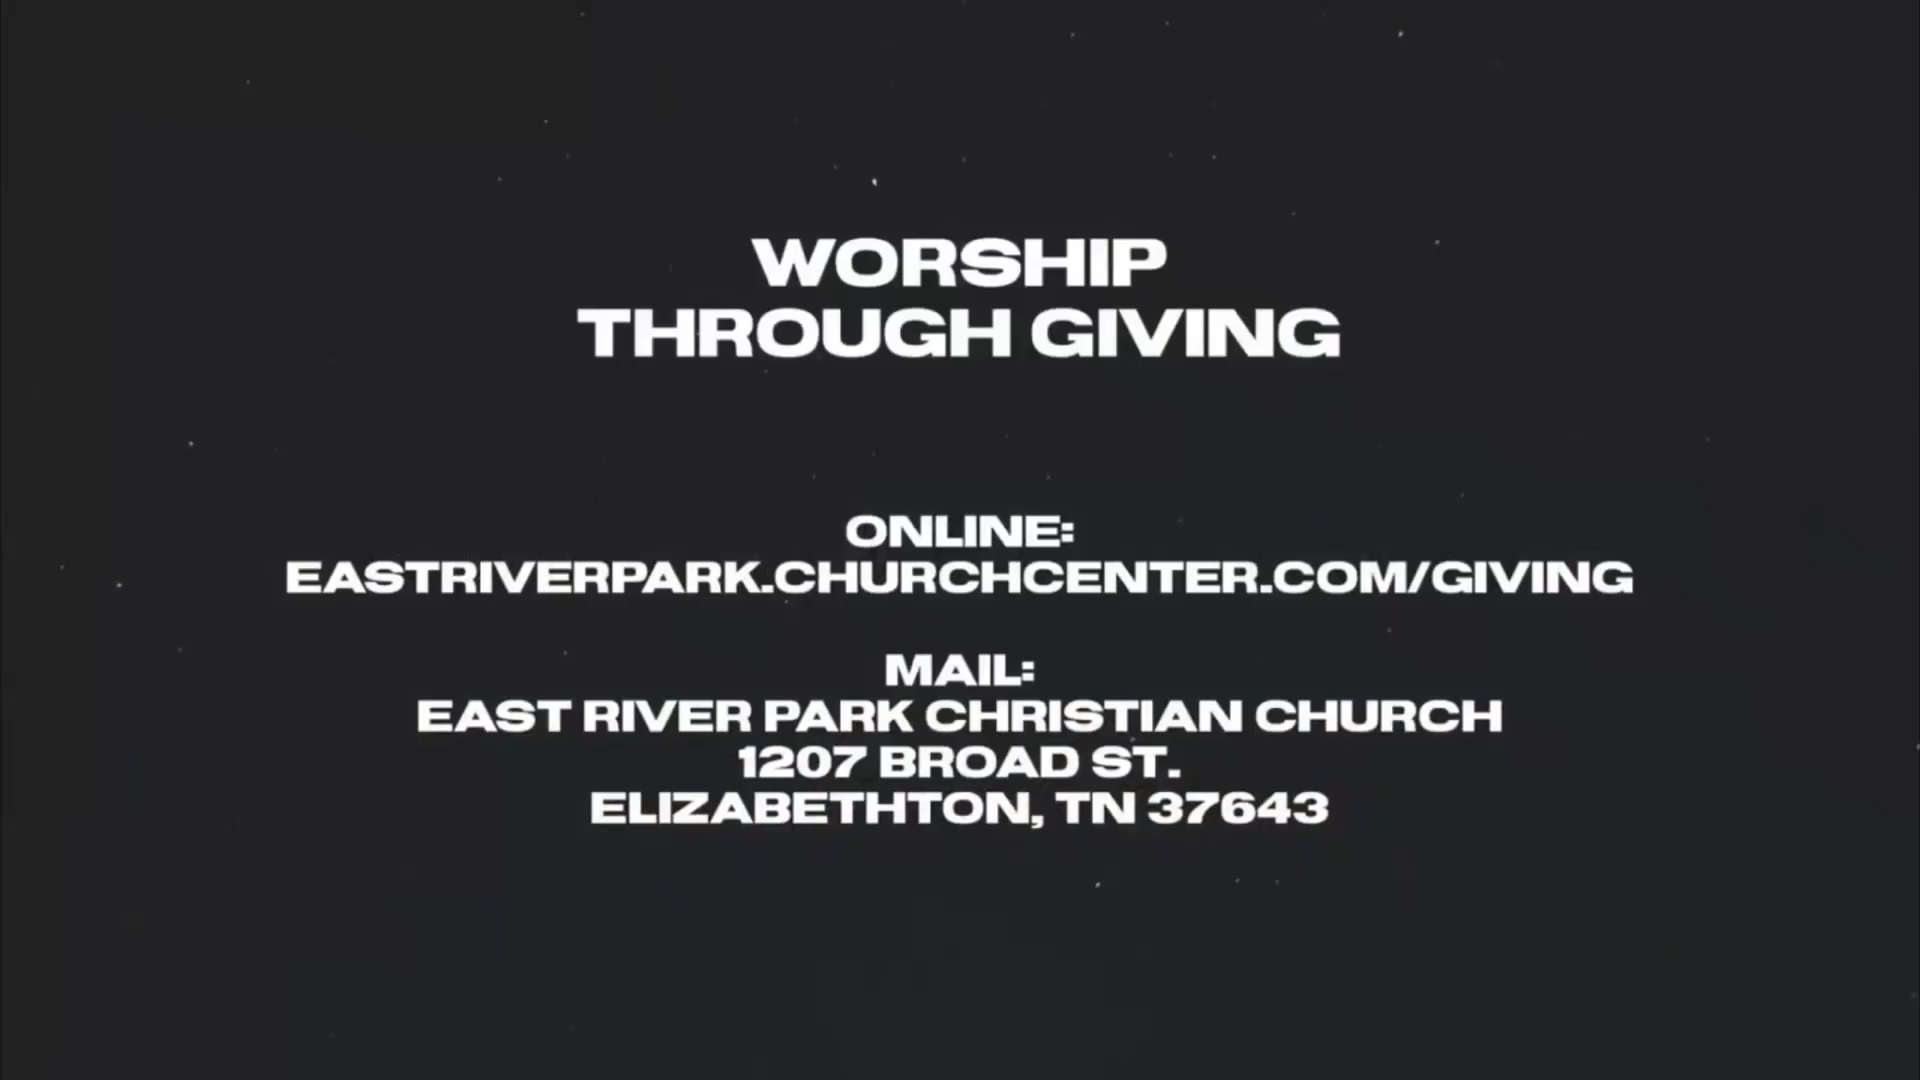 WORSHIP
THROUGH GIVING
ONLINE:
EASTRIVERPARK.CHURCHCENTER.COM/GIVING
MAIL:
EAST RIVER PARK CHRISTIAN CHURCH
1207 BROAD ST.
ELIZABETHTON, TN 37643